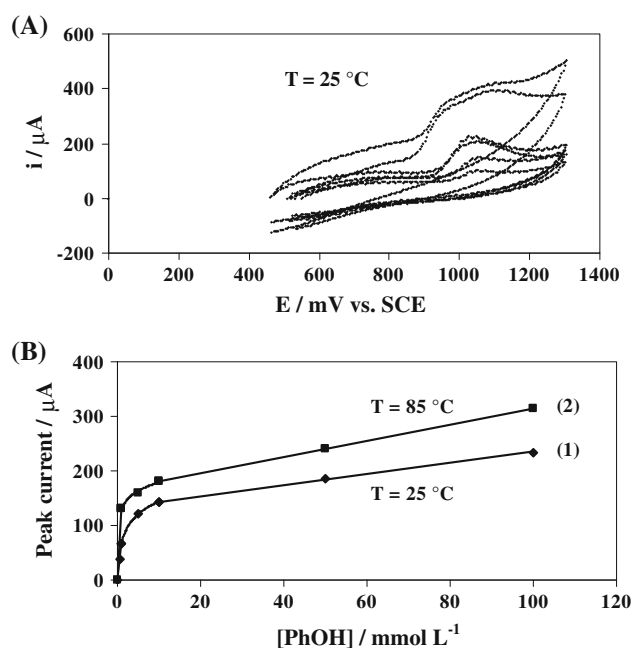 (A)
600
400
200
0
-200
i / μA
T = 25 °C
0 200 400 600 800 1000 1200 1400
E / mV vs. SCE
(B)
400
300
200
100
0
Peak current / μA
T = 85 °C
(2)
(1)
T = 25 °C
0 20 40 60 80 100 120
[PhOH] / mmol L⁻¹